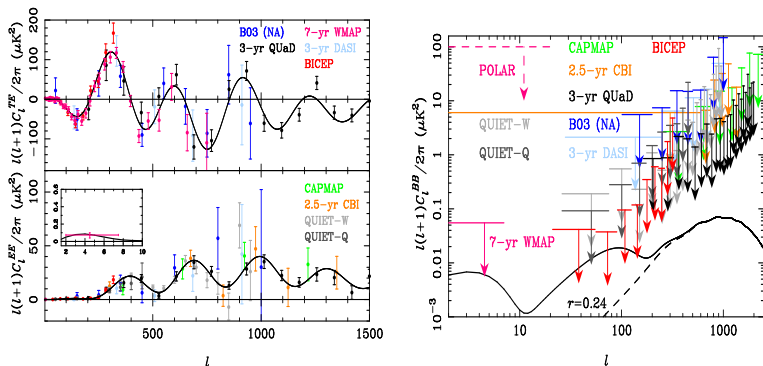 l(l+1)C_l^{TE}/2π (μK²)
200
100
0
−100
B03 (NA)
7-yr WMAP
3-yr QUaD
3-yr DASI
BICEP
l(l+1)C_l^{EE}/2π (μK²)
100
50
0
0.6
0
2 4 6 8 10
CAPMAP
2.5-yr CBI
QUIET-W
QUIET-Q
500 1000 1500
l
l(l+1)C_l^{BB}/2π (μK²)
100
10
1
0.1
0.01
10⁻³
CAPMAP
BICEP
POLAR
2.5-yr CBI
3-yr QUaD
QUIET-W
B03 (NA)
QUIET-Q
3-yr DASI
7-yr WMAP
r=0.24
10 100 1000
l